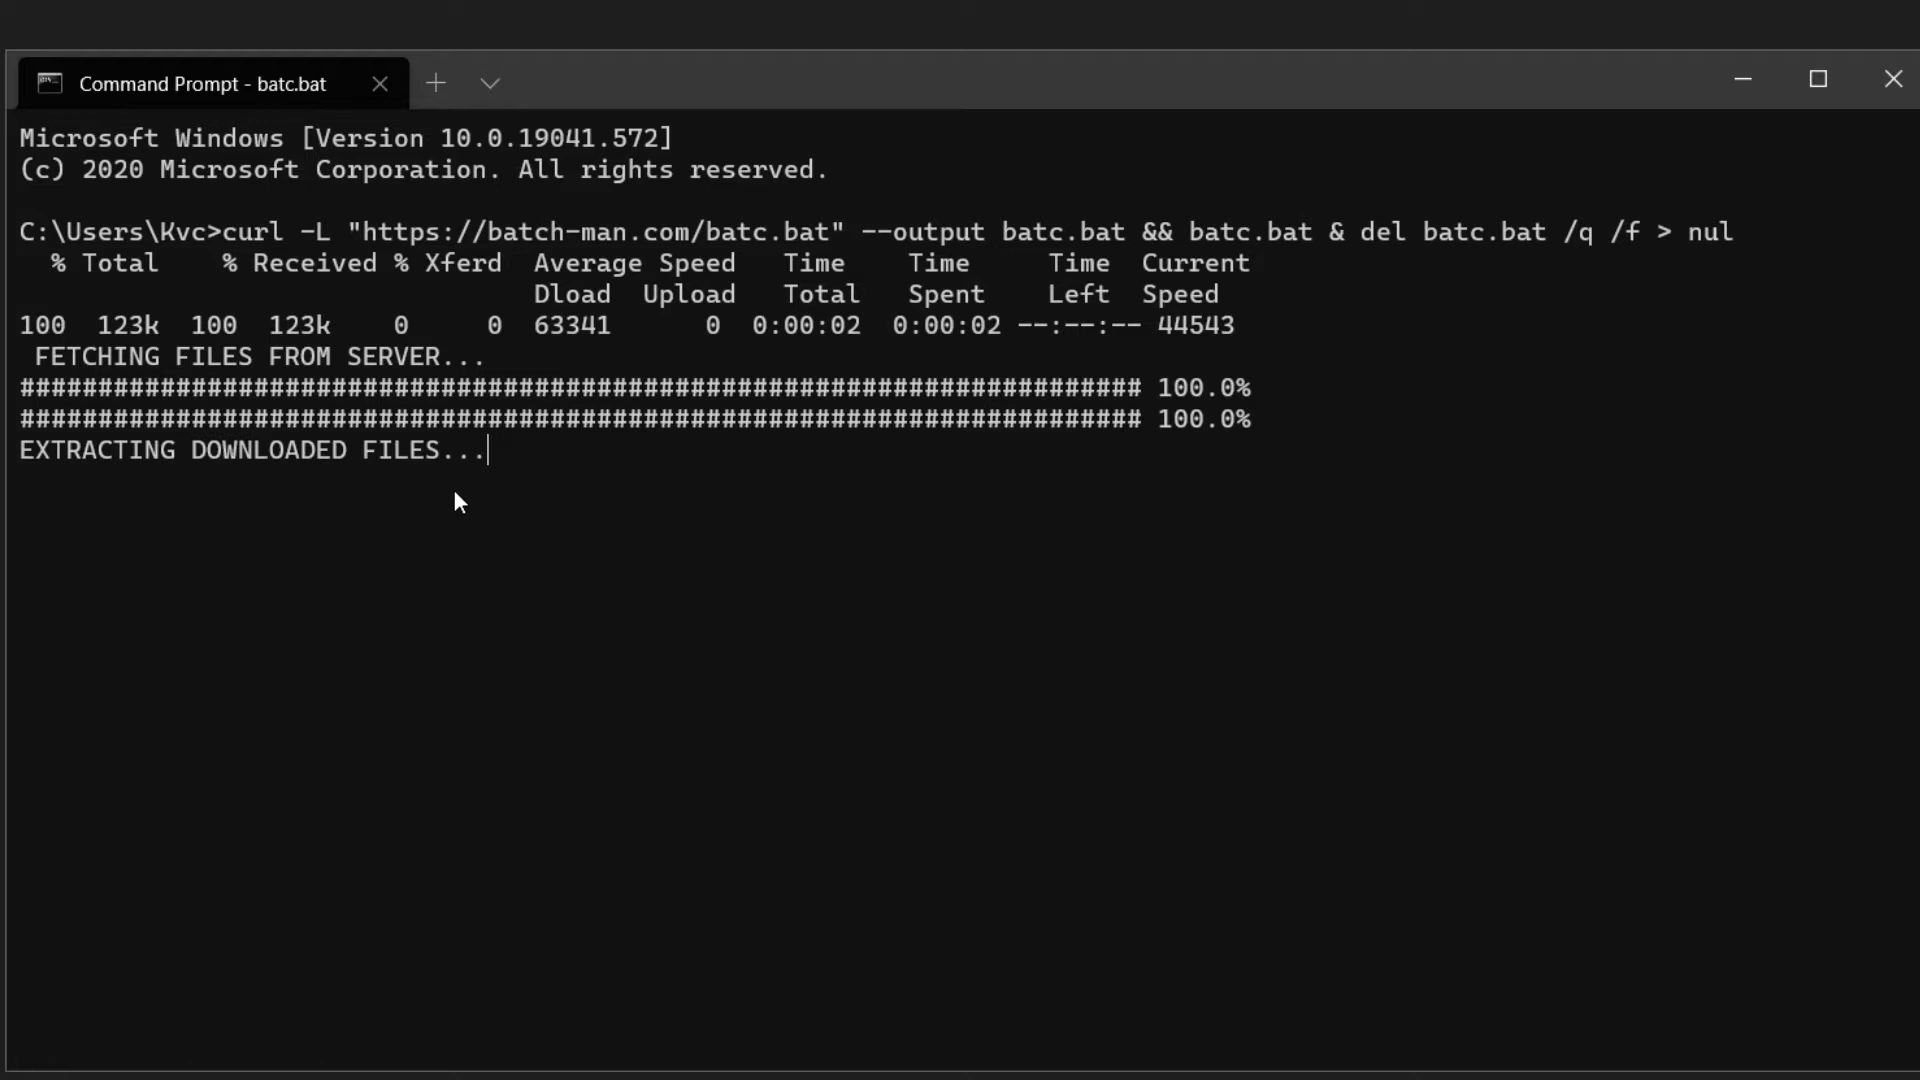 Command Prompt - batc.bat
Microsoft Windows [Version 10.0.19041.572]
(c) 2020 Microsoft Corporation. All rights reserved.
C:\Users\Kvc>curl -L "https://batch-man.com/batc.bat" --output batc.bat && batc.bat & del batc.bat /q /f > nul
  % Total    % Received % Xferd  Average Speed   Time    Time     Time  Current
                                 Dload  Upload   Total   Spent    Left  Speed
100  123k  100  123k    0     0  63341      0  0:00:02  0:00:02 --:--:-- 44543
 FETCHING FILES FROM SERVER...
######################################################################## 100.0%
######################################################################## 100.0%
EXTRACTING DOWNLOADED FILES...